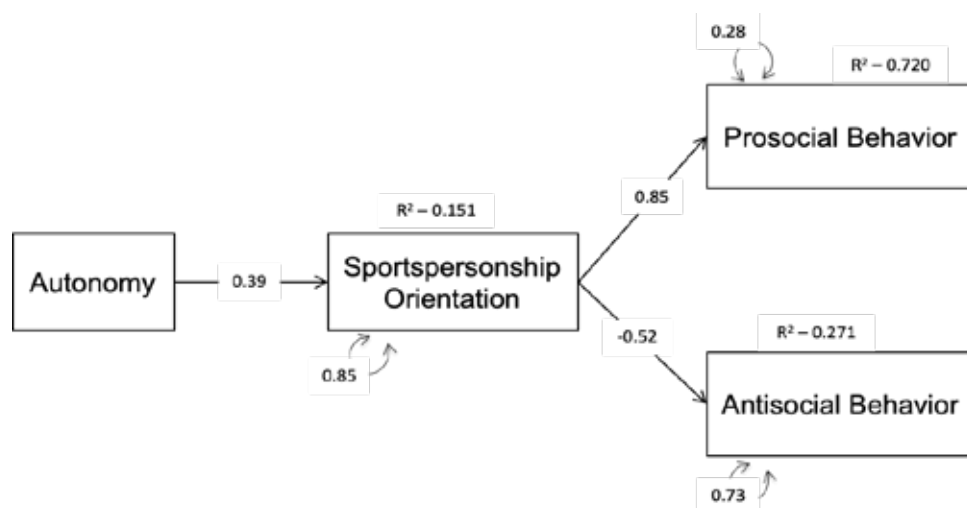 0.28
R² – 0.720
Prosocial Behavior
0.85
R² – 0.151
Autonomy
0.39
Sportspersonship
Orientation
0.85
-0.52
R² – 0.271
Antisocial Behavior
0.73